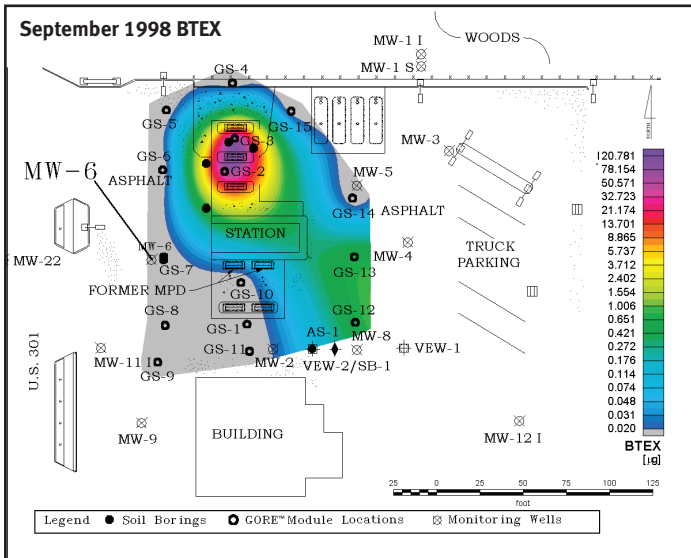 September 1998 BTEX
WOODS
MW-1 I
MW-1 S
GS-4
GS-5
GS-15
GS-3
MW-3
GS-6
GS-2
MW-6
ASPHALT
MW-5
GS-14
ASPHALT
STATION
MW-6
MW-22
GS-7
MW-4
TRUCK
PARKING
GS-13
FORMER MPD
GS-10
GS-8
GS-1
GS-12
AS-1
MW-8
U.S. 301
MW-11 I
GS-11
MW-2
VEW-1
GS-9
VEW-2/SB-1
MW-9
BUILDING
MW-12 I
NORTH
120.781
78.154
50.571
32.723
21.174
13.701
8.865
5.737
3.712
2.402
1.554
1.006
0.651
0.421
0.272
0.176
0.114
0.074
0.048
0.031
0.020
BTEX
[µg]
25 0 25 50 75 100 125
foot
Legend ● Soil Borings GORE™ Module Locations Monitoring Wells